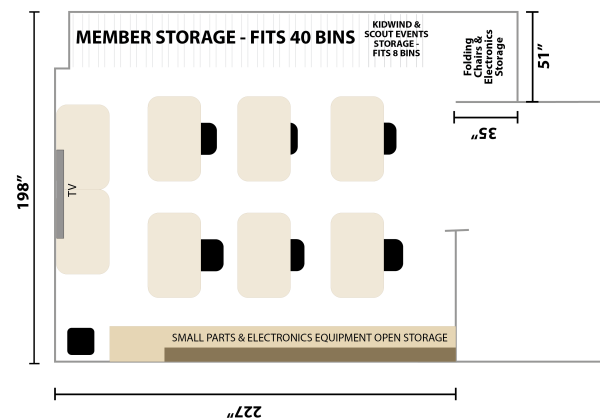 MEMBER STORAGE - FITS 40 BINS
KIDWIND &
SCOUT EVENTS
STORAGE -
FITS 8 BINS
Folding
Chairs &
Electronics
Storage
51”
35”
198”
TV
SMALL PARTS & ELECTRONICS EQUIPMENT OPEN STORAGE
227”